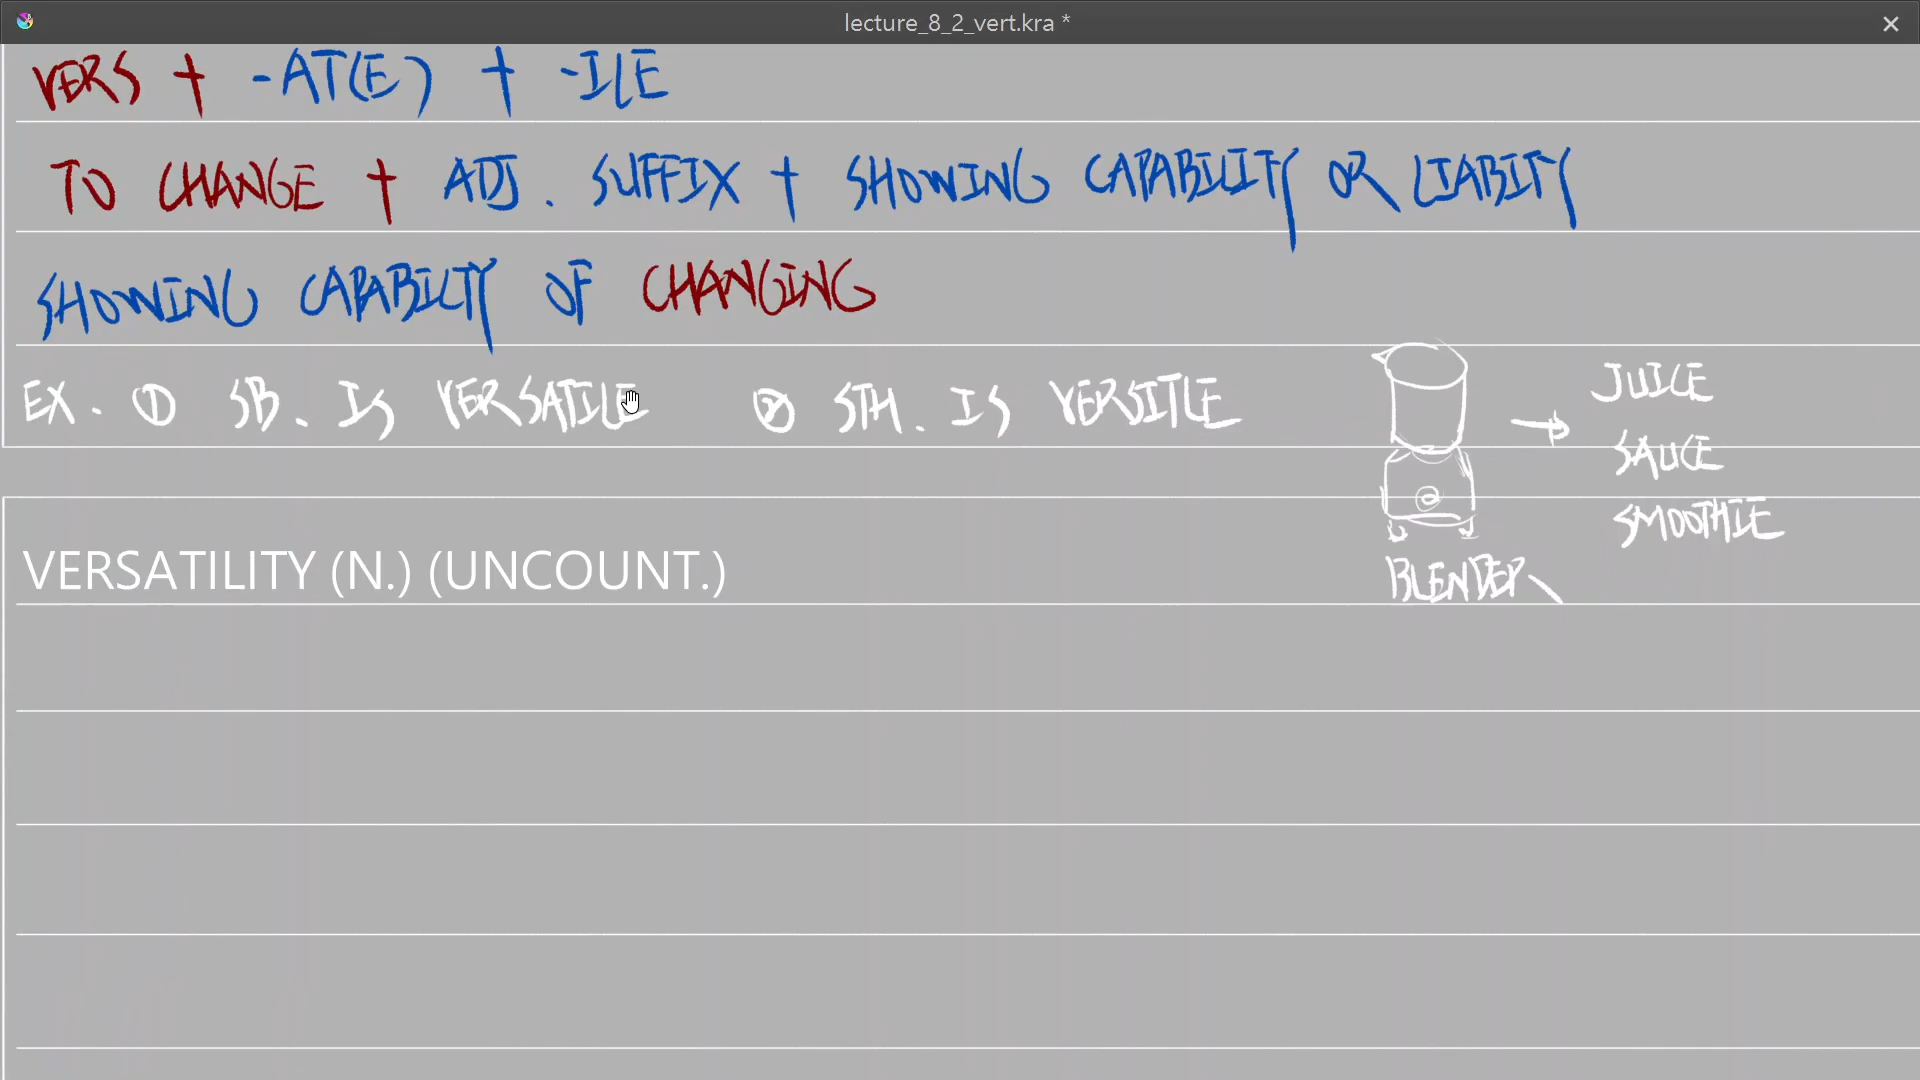 lecture_8_2_vert.kra *
VERS + -AT(E) + -ILE
TO CHANGE + ADJ. SUFFIX + SHOWING CAPABILITY OR LIABITY
SHOWING CAPABILTY OF CHANGING
EX. ① SB. IS VERSATILE ② STH. IS VERSITLE
JUICE
SAUCE
SMOOTHIE
BLENDER
VERSATILITY (N.) (UNCOUNT.)